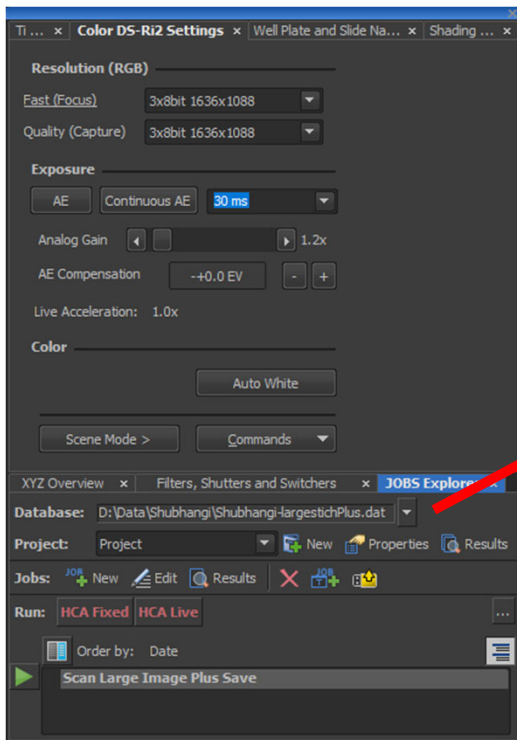 Ti ... x Color DS-Ri2 Settings x Well Plate and Slide Na... x Shading ... x
Resolution (RGB)
Fast (Focus) 3x8bit 1636x1088
Quality (Capture) 3x8bit 1636x1088
Exposure
AE Continuous AE 30 ms
Analog Gain 1.2x
AE Compensation -+0.0 EV - +
Live Acceleration: 1.0x
Color
Auto White
Scene Mode > Commands
XYZ Overview x Filters, Shutters and Switchers x JOBS Explorer x
Database: D:\Data\Shubhangi\Shubhangi-largestichPlus.dat
Project: Project New Properties Results
Jobs: JOB New Edit Results
Run: HCA Fixed HCA Live ...
Order by: Date
Scan Large Image Plus Save